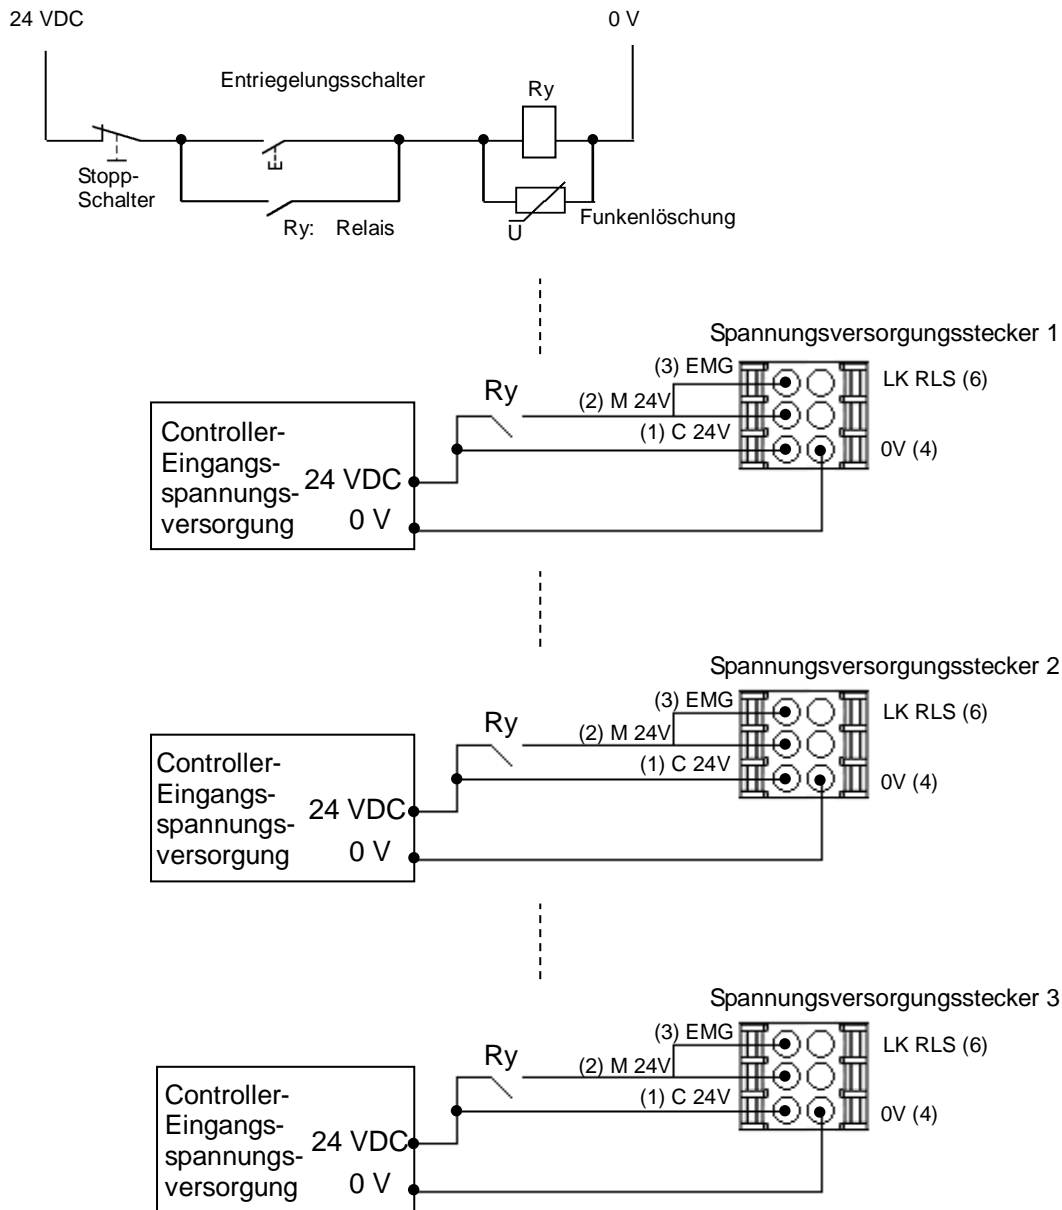 24 VDC
0 V
Entriegelungsschalter
Ry
Stopp-
Schalter
Ry: Relais
U
Funkenlöschung
Spannungsversorgungsstecker 1
(3) EMG
LK RLS (6)
Ry
(2) M 24V
(1) C 24V
0V (4)
Controller-
Eingangs-
spannungs-
versorgung
24 VDC
0 V
Spannungsversorgungsstecker 2
(3) EMG
LK RLS (6)
Ry
(2) M 24V
(1) C 24V
0V (4)
Controller-
Eingangs-
spannungs-
versorgung
24 VDC
0 V
Spannungsversorgungsstecker 3
(3) EMG
LK RLS (6)
Ry
(2) M 24V
(1) C 24V
0V (4)
Controller-
Eingangs-
spannungs-
versorgung
24 VDC
0 V